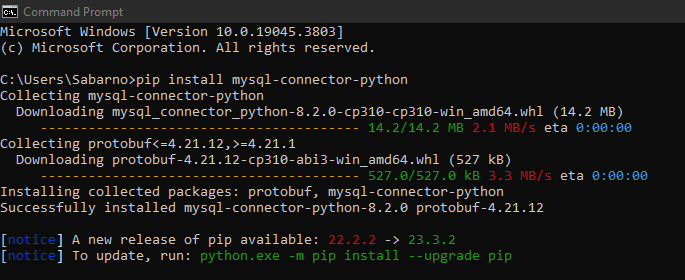 Command Prompt
Microsoft Windows [Version 10.0.19045.3803]
(c) Microsoft Corporation. All rights reserved.
C:\Users\Sabarno>pip install mysql-connector-python
Collecting mysql-connector-python
Downloading mysql_connector_python-8.2.0-cp310-cp310-win_amd64.whl (14.2 MB)
---------------------------------------- 14.2/14.2 MB 2.1 MB/s eta 0:00:00
Collecting protobuf<=4.21.12,>=4.21.1
Downloading protobuf-4.21.12-cp310-abi3-win_amd64.whl (527 kB)
---------------------------------------- 527.0/527.0 kB 3.3 MB/s eta 0:00:00
Installing collected packages: protobuf, mysql-connector-python
Successfully installed mysql-connector-python-8.2.0 protobuf-4.21.12
[notice] A new release of pip available: 22.2.2 -> 23.3.2
[notice] To update, run: python.exe -m pip install --upgrade pip